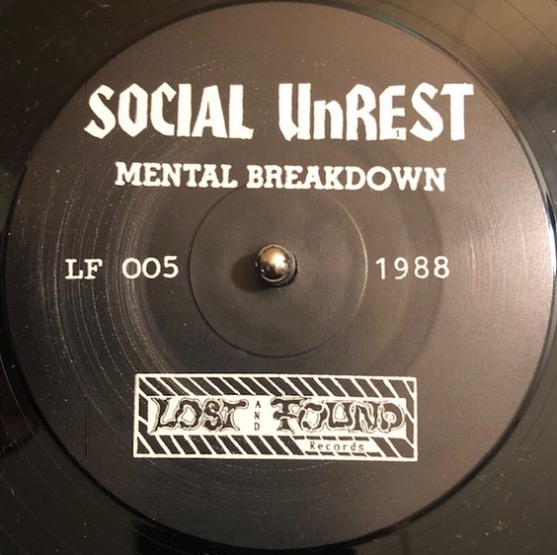 SOCIAL UnREST
MENTAL BREAKDOWN
LF 005 1988
LOST AND FOUND
Records